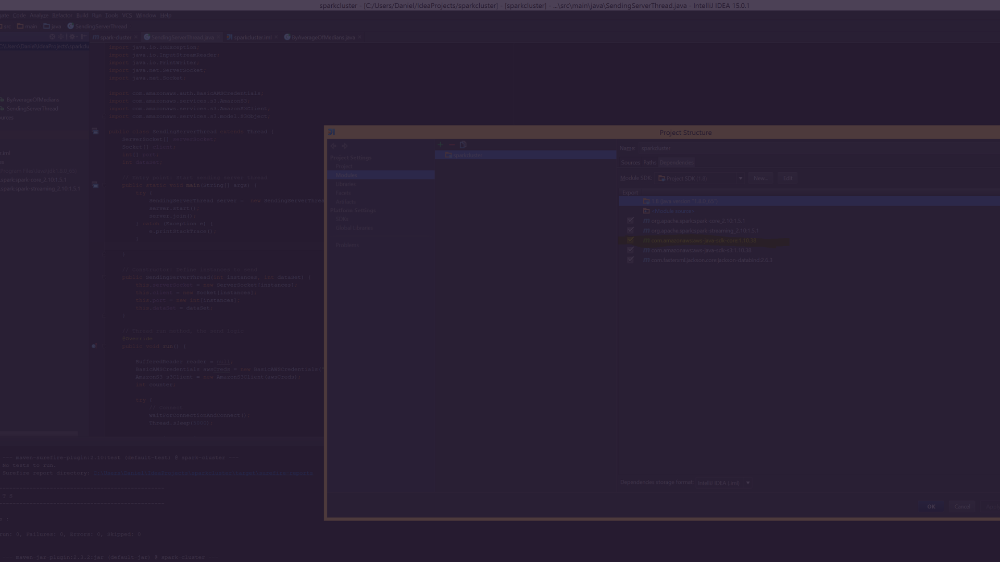 sparkcluster - [C:/Users/Daniel/IdeaProjects/sparkcluster] - [sparkcluster] - ...\src\main\java\SendingServerThread.java - IntelliJ IDEA 15.0.1
gate Code Analyze Refactor Build Run Tools VCS Window Help
src main java SendingServerThread
spark-cluster SendingServerThread.java sparkcluster.iml ByAverageOfMedians.java
C:\Users\Daniel\IdeaProjects\sparkclu
ByAverageOfMedians
SendingServerThread
ources
r.iml
es
Program Files\Java\jdk1.8.0_65)
.spark:spark-core_2.10:1.5.1
.spark:spark-streaming_2.10:1.5.1
import java.io.IOException;
import java.io.InputStreamReader;
import java.io.PrintWriter;
import java.net.ServerSocket;
import java.net.Socket;
import com.amazonaws.auth.BasicAWSCredentials;
import com.amazonaws.services.s3.AmazonS3;
import com.amazonaws.services.s3.AmazonS3Client;
import com.amazonaws.services.s3.model.S3Object;
public class SendingServerThread extends Thread {
ServerSocket[] serverSocket;
Socket[] client;
int[] port;
int dataSet;
// Entry point: Start sending server thread
public static void main(String[] args) {
try {
SendingServerThread server = new SendingServerThrea
server.start();
server.join();
} catch (Exception e) {
e.printStackTrace();
}
}
// Constructor: Define instances to send
public SendingServerThread(int instances, int dataSet) {
this.serverSocket = new ServerSocket[instances];
this.client = new Socket[instances];
this.port = new int[instances];
this.dataSet = dataSet;
}
// Thread run method, the send logic
@Override
public void run() {
BufferedReader reader = null;
BasicAWSCredentials awsCreds = new BasicAWSCredentials("
AmazonS3 s3Client = new AmazonS3Client(awsCreds);
int counter;
try {
// Connect
waitForConnectionAndConnect();
Thread.sleep(5000);
Project Structure
Project Settings
Project
Modules
Libraries
Facets
Artifacts
Platform Settings
SDKs
Global Libraries
Problems
sparkcluster
Name: sparkcluster
Sources Paths Dependencies
Module SDK: Project SDK (1.8) New... Edit
Export
1.8 (java version "1.8.0_65")
<Module source>
org.apache.spark:spark-core_2.10:1.5.1
org.apache.spark:spark-streaming_2.10:1.5.1
com.amazonaws:aws-java-sdk-core:1.10.38
com.amazonaws:aws-java-sdk-s3:1.10.38
com.fasterxml.jackson.core:jackson-databind:2.6.3
Dependencies storage format: IntelliJ IDEA (.iml)
OK Cancel
--- maven-surefire-plugin:2.10:test (default-test) @ spark-cluster ---
No tests to run.
Surefire report directory: C:\Users\Daniel\IdeaProjects\sparkcluster\target\surefire-reports
-------------------------------------------------------
T S
-------------------------------------------------------
s :
run: 0, Failures: 0, Errors: 0, Skipped: 0
--- maven-jar-plugin:2.3.2:jar (default-jar) @ spark-cluster ---